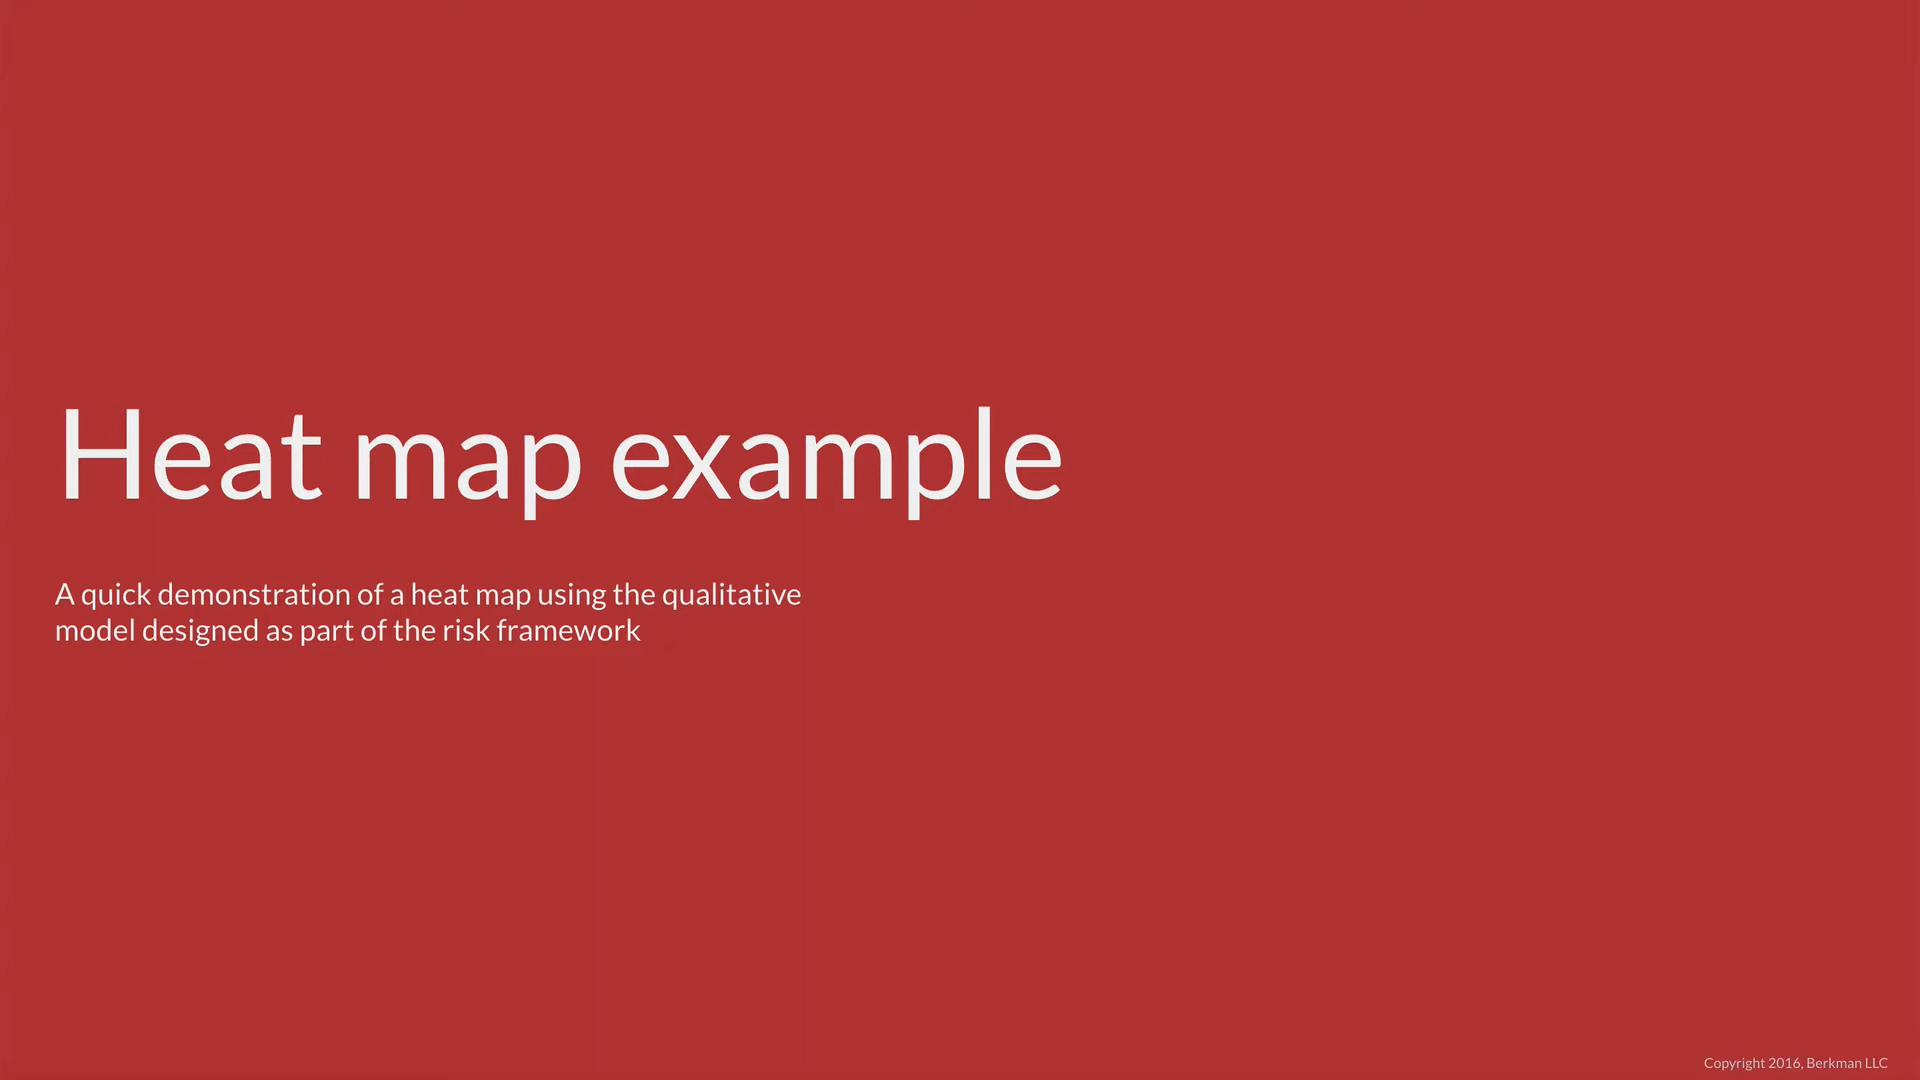 Heat map example
A quick demonstration of a heat map using the qualitative
model designed as part of the risk framework
Copyright 2016, Berkman LLC